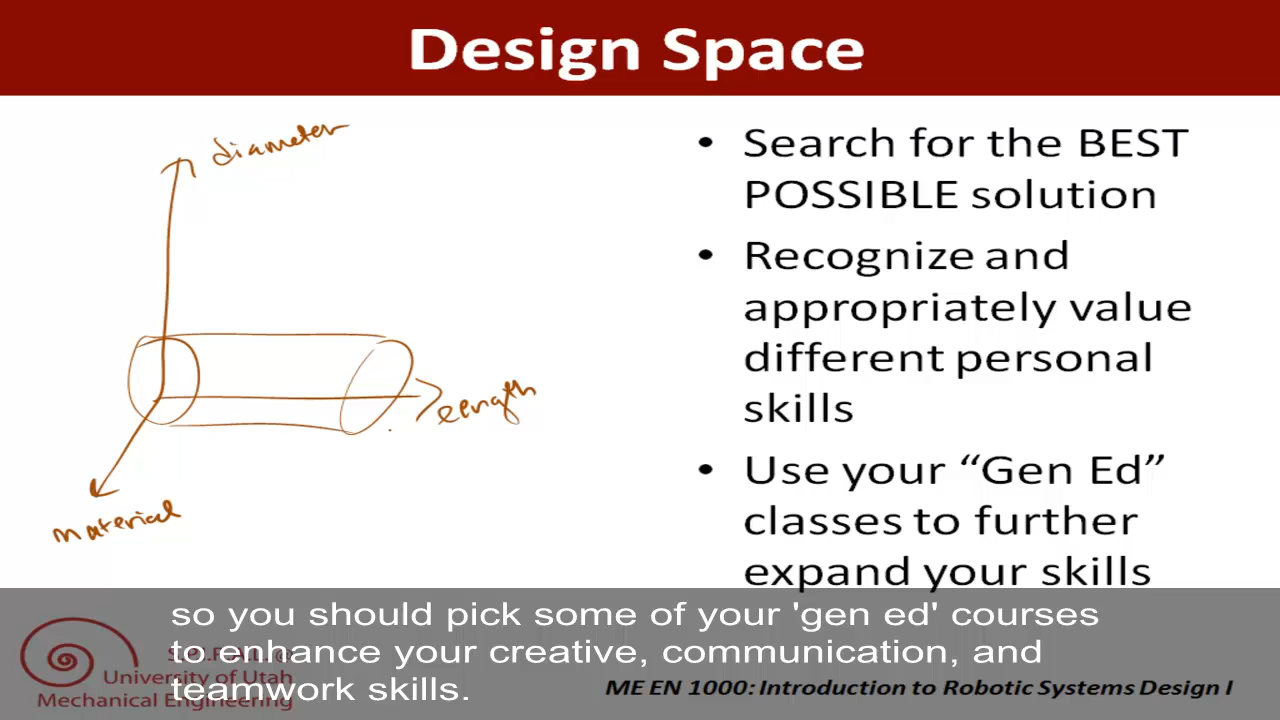 Design Space
diameter
length
material
• Search for the BEST
POSSIBLE solution
• Recognize and
appropriately value
different personal
skills
• Use your “Gen Ed”
classes to further
expand your skills
so you should pick some of your 'gen ed' courses
to enhance your creative, communication, and
teamwork skills.
University of Utah
Mechanical Engineering
ME EN 1000: Introduction to Robotic Systems Design I